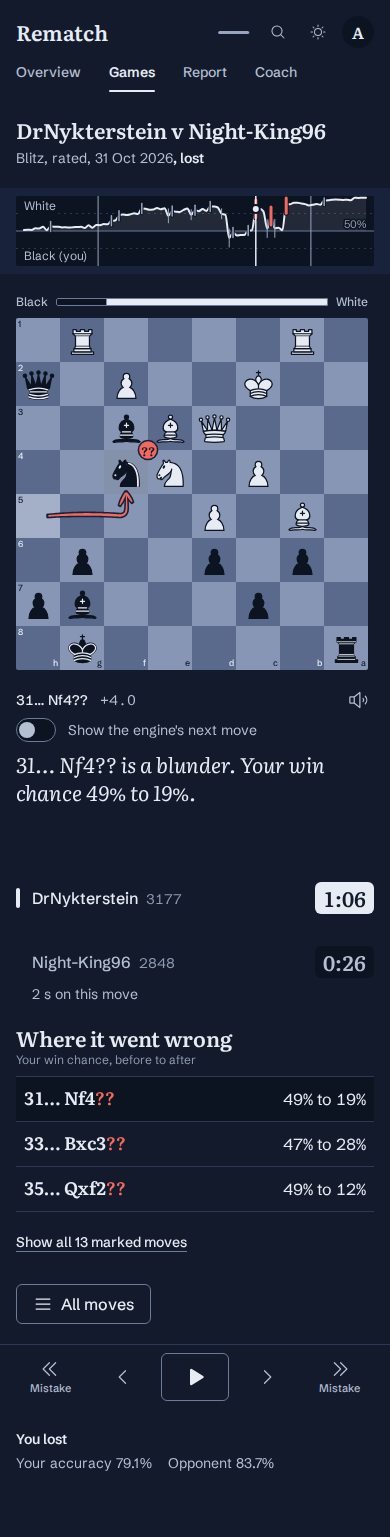 Rematch
A
Overview Games Report Coach
DrNykterstein v Night-King96
Blitz, rated, 31 Oct 2026, lost
White
50%
Black (you)
Black White
1
2
3
??
4
5
6
7
8 h g f e d c b a
31... Nf4?? +4.0
Show the engine's next move
31... Nf4?? is a blunder. Your win
chance 49% to 19%.
DrNykterstein 3177 1:06
Night-King96 2848 0:26
2 s on this move
Where it went wrong
Your win chance, before to after
31... Nf4?? 49% to 19%
33... Bxc3?? 47% to 28%
35... Qxf2?? 49% to 12%
Show all 13 marked moves
All moves
Mistake Mistake
You lost
Your accuracy 79.1% Opponent 83.7%